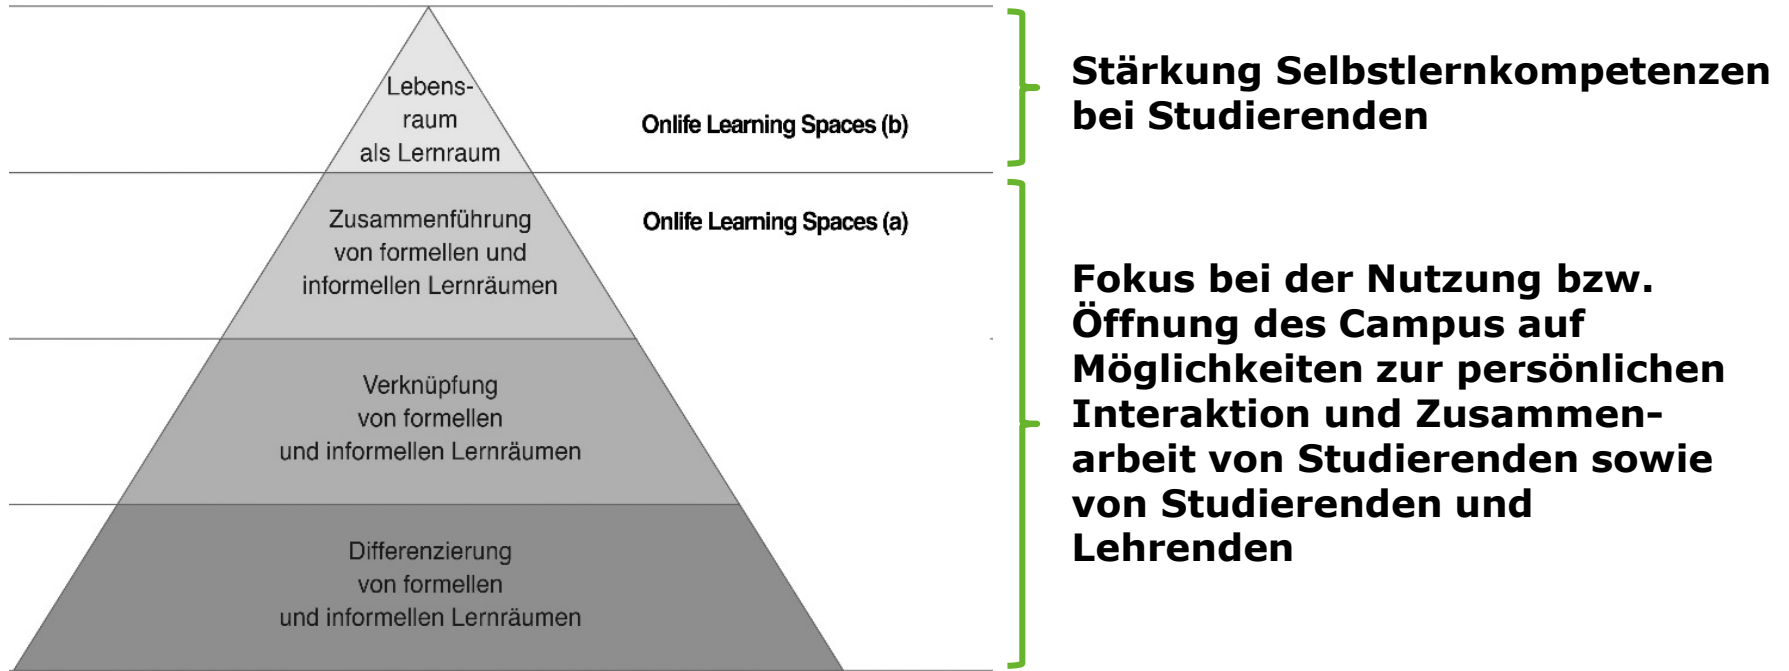 Lebens-
raum
als Lernraum
Onlife Learning Spaces (b)
Stärkung Selbstlernkompetenzen
bei Studierenden
Zusammenführung
von formellen und
informellen Lernräumen
Onlife Learning Spaces (a)
Verknüpfung
von formellen
und informellen Lernräumen
Differenzierung
von formellen
und informellen Lernräumen
Fokus bei der Nutzung bzw.
Öffnung des Campus auf
Möglichkeiten zur persönlichen
Interaktion und Zusammen-
arbeit von Studierenden sowie
von Studierenden und
Lehrenden